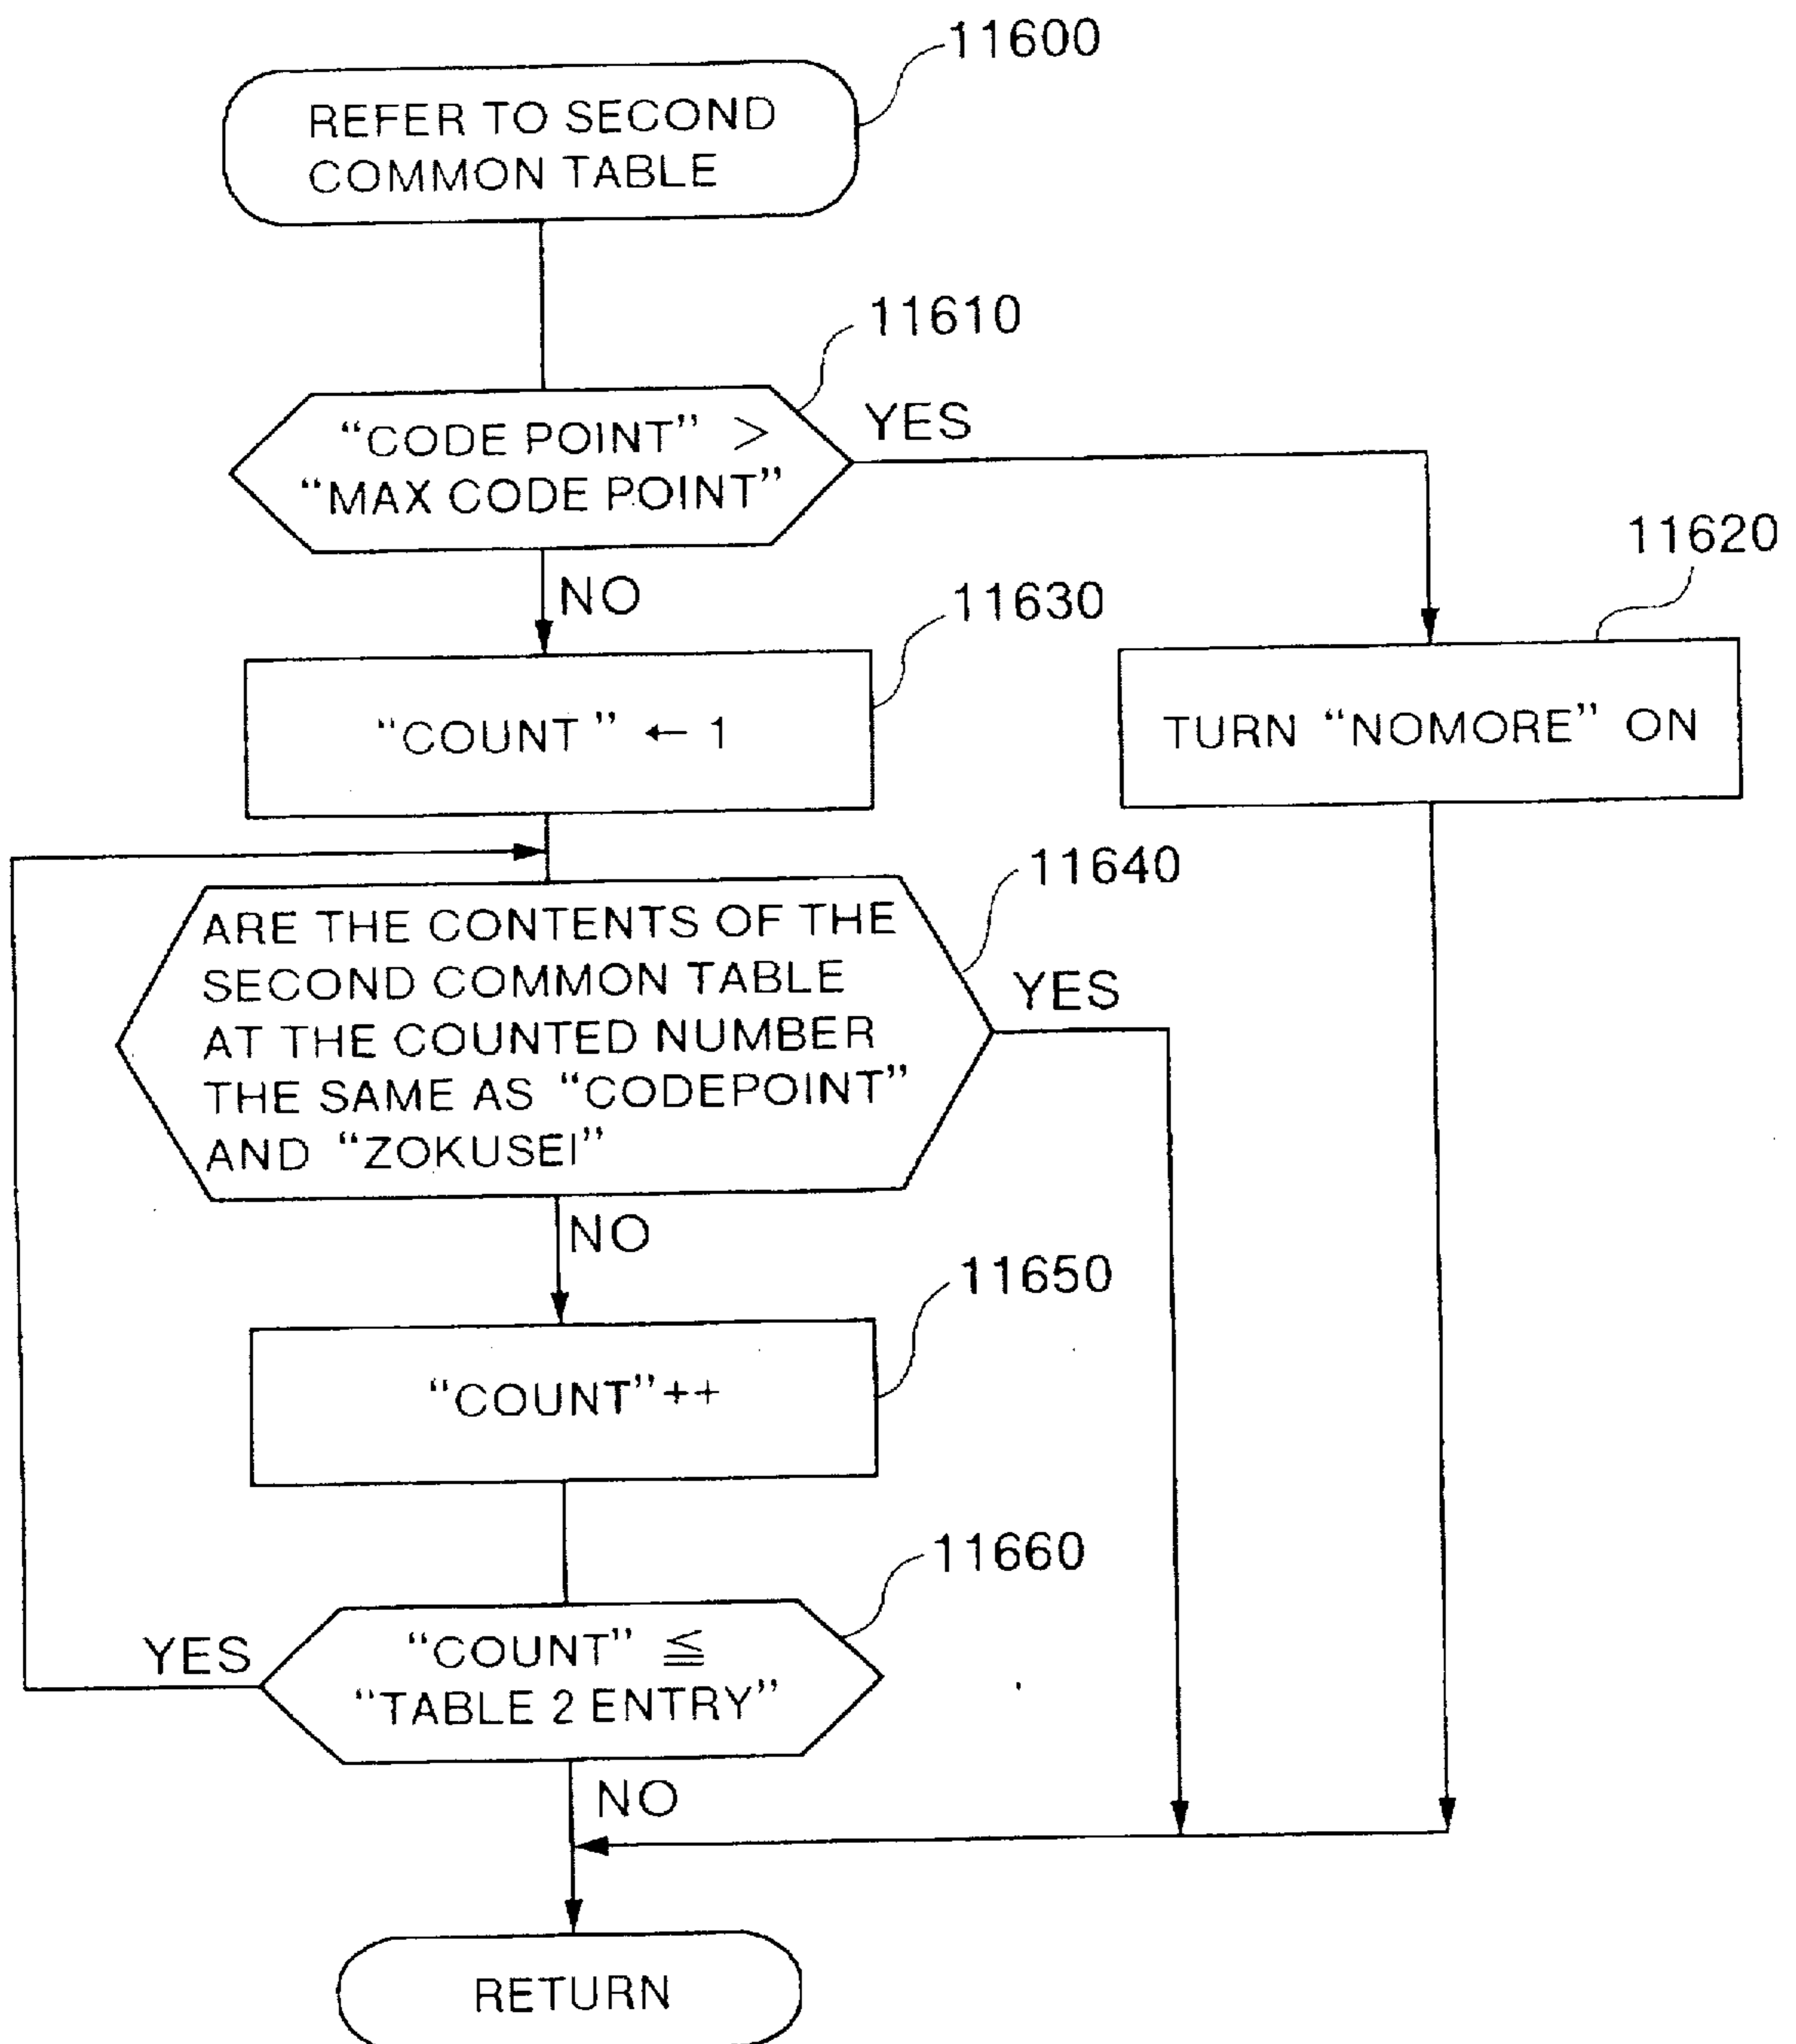 11600
REFER TO SECOND
COMMON TABLE
11610
“CODE POINT” >
“MAX CODE POINT”
YES
NO
11620
TURN “NOMORE” ON
11630
“COUNT ” ← 1
11640
ARE THE CONTENTS OF THE
SECOND COMMON TABLE
AT THE COUNTED NUMBER
THE SAME AS “CODEPOINT”
AND “ZOKUSEI”
YES
NO
11650
“COUNT”++
11660
“COUNT” ≦
“TABLE 2 ENTRY”
YES
NO
RETURN